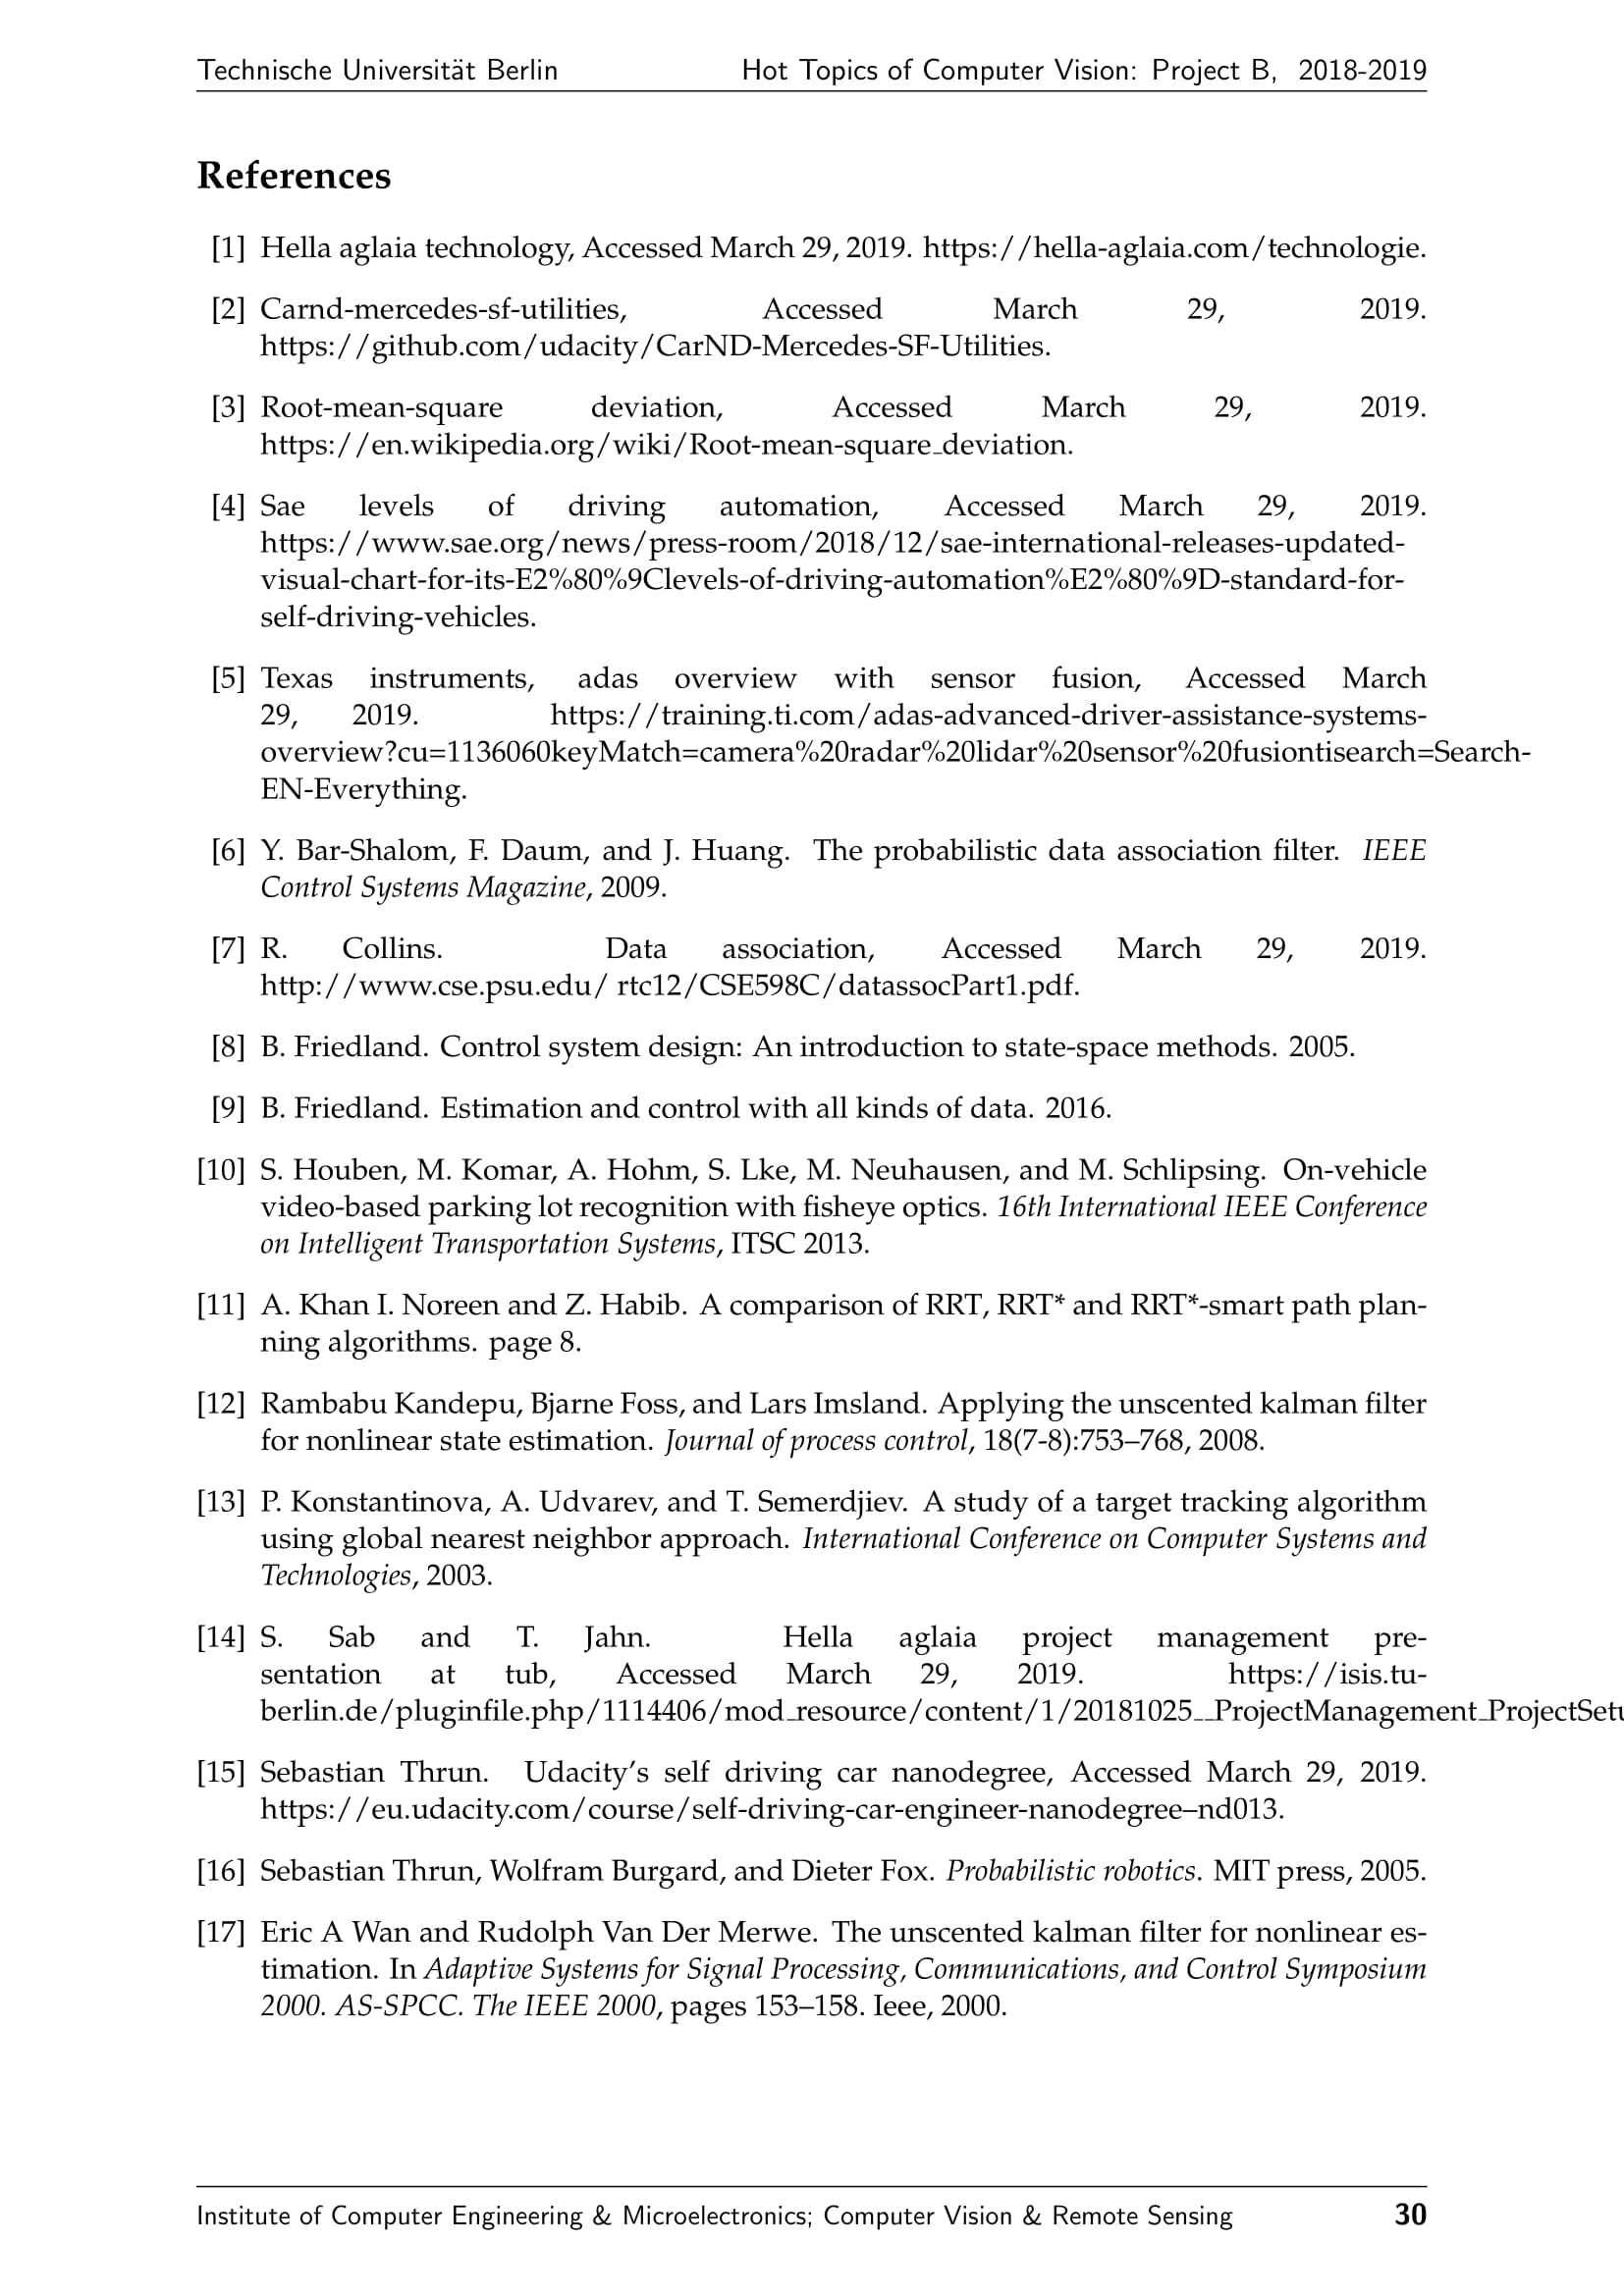 Technische Universität Berlin Hot Topics of Computer Vision: Project B, 2018-2019
References
[1] Hella aglaia technology, Accessed March 29, 2019. https://hella-aglaia.com/technologie.
[2] Carnd-mercedes-sf-utilities, Accessed March 29, 2019.
https://github.com/udacity/CarND-Mercedes-SF-Utilities.
[3] Root-mean-square deviation, Accessed March 29, 2019.
https://en.wikipedia.org/wiki/Root-mean-square_deviation.
[4] Sae levels of driving automation, Accessed March 29, 2019.
https://www.sae.org/news/press-room/2018/12/sae-international-releases-updated-
visual-chart-for-its-E2%80%9Clevels-of-driving-automation%E2%80%9D-standard-for-
self-driving-vehicles.
[5] Texas instruments, adas overview with sensor fusion, Accessed March
29, 2019. https://training.ti.com/adas-advanced-driver-assistance-systems-
overview?cu=1136060keyMatch=camera%20radar%20lidar%20sensor%20fusiontisearch=Search-
EN-Everything.
[6] Y. Bar-Shalom, F. Daum, and J. Huang. The probabilistic data association filter. IEEE
Control Systems Magazine, 2009.
[7] R. Collins. Data association, Accessed March 29, 2019.
http://www.cse.psu.edu/ rtc12/CSE598C/datassocPart1.pdf.
[8] B. Friedland. Control system design: An introduction to state-space methods. 2005.
[9] B. Friedland. Estimation and control with all kinds of data. 2016.
[10] S. Houben, M. Komar, A. Hohm, S. Lke, M. Neuhausen, and M. Schlipsing. On-vehicle
video-based parking lot recognition with fisheye optics. 16th International IEEE Conference
on Intelligent Transportation Systems, ITSC 2013.
[11] A. Khan I. Noreen and Z. Habib. A comparison of RRT, RRT* and RRT*-smart path plan-
ning algorithms. page 8.
[12] Rambabu Kandepu, Bjarne Foss, and Lars Imsland. Applying the unscented kalman filter
for nonlinear state estimation. Journal of process control, 18(7-8):753–768, 2008.
[13] P. Konstantinova, A. Udvarev, and T. Semerdjiev. A study of a target tracking algorithm
using global nearest neighbor approach. International Conference on Computer Systems and
Technologies, 2003.
[14] S. Sab and T. Jahn. Hella aglaia project management pre-
sentation at tub, Accessed March 29, 2019. https://isis.tu-
berlin.de/pluginfile.php/1114406/mod_resource/content/1/20181025__ProjectManagement_ProjectSetu
[15] Sebastian Thrun. Udacity's self driving car nanodegree, Accessed March 29, 2019.
https://eu.udacity.com/course/self-driving-car-engineer-nanodegree–nd013.
[16] Sebastian Thrun, Wolfram Burgard, and Dieter Fox. Probabilistic robotics. MIT press, 2005.
[17] Eric A Wan and Rudolph Van Der Merwe. The unscented kalman filter for nonlinear es-
timation. In Adaptive Systems for Signal Processing, Communications, and Control Symposium
2000. AS-SPCC. The IEEE 2000, pages 153–158. Ieee, 2000.
Institute of Computer Engineering & Microelectronics; Computer Vision & Remote Sensing 30